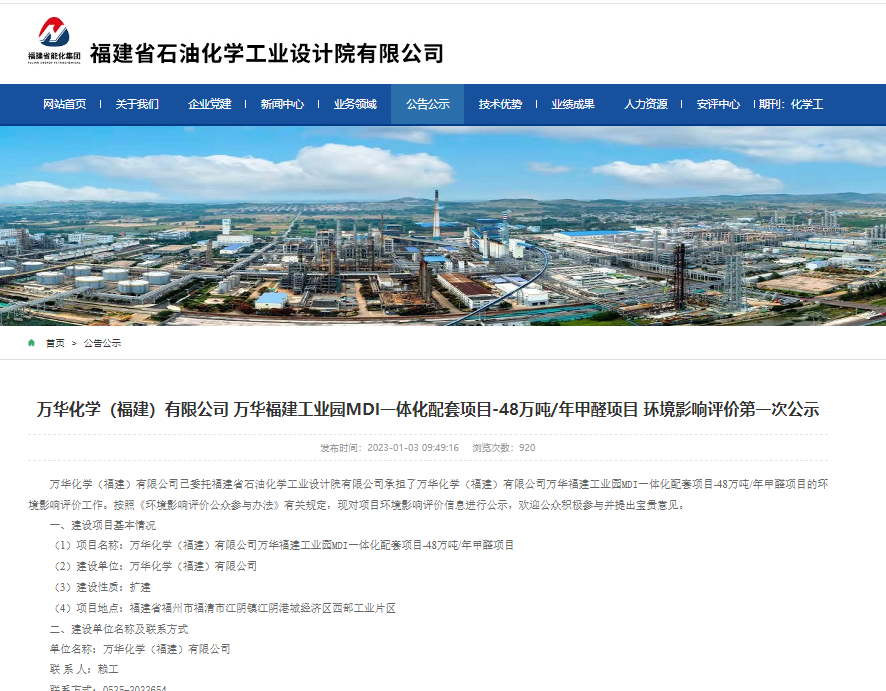 福建省能化集团
福建省石油化学工业设计院有限公司
网站首页 | 关于我们 企业党建 | 新闻中心 | 业务领域 公告公示 技术优势 | 业绩成果 人力资源 | 安评中心 | 期刊：化学工
首页 > 公告公示
万华化学（福建）有限公司 万华福建工业园MDI一体化配套项目-48万吨/年甲醛项目 环境影响评价第一次公示
发布时间：2023-01-03 09:49:16 浏览次数：920
万华化学（福建）有限公司已委托福建省石油化学工业设计院有限公司承担了万华化学（福建）有限公司万华福建工业园MDI一体化配套项目-48万吨/年甲醛项目的环
境影响评价工作。按照《环境影响评价公众参与办法》有关规定，现对项目环境影响评价信息进行公示，欢迎公众积极参与并提出宝贵意见。
一、建设项目基本情况
（1）项目名称：万华化学（福建）有限公司万华福建工业园MDI一体化配套项目-48万吨/年甲醛项目
（2）建设单位：万华化学（福建）有限公司
（3）建设性质：扩建
（4）项目地点：福建省福州市福清市江阴镇江阴港城经济区西部工业片区
二、建设单位名称及联系方式
单位名称：万华化学（福建）有限公司
联 系 人：赖工
联系方式：0535-3033654